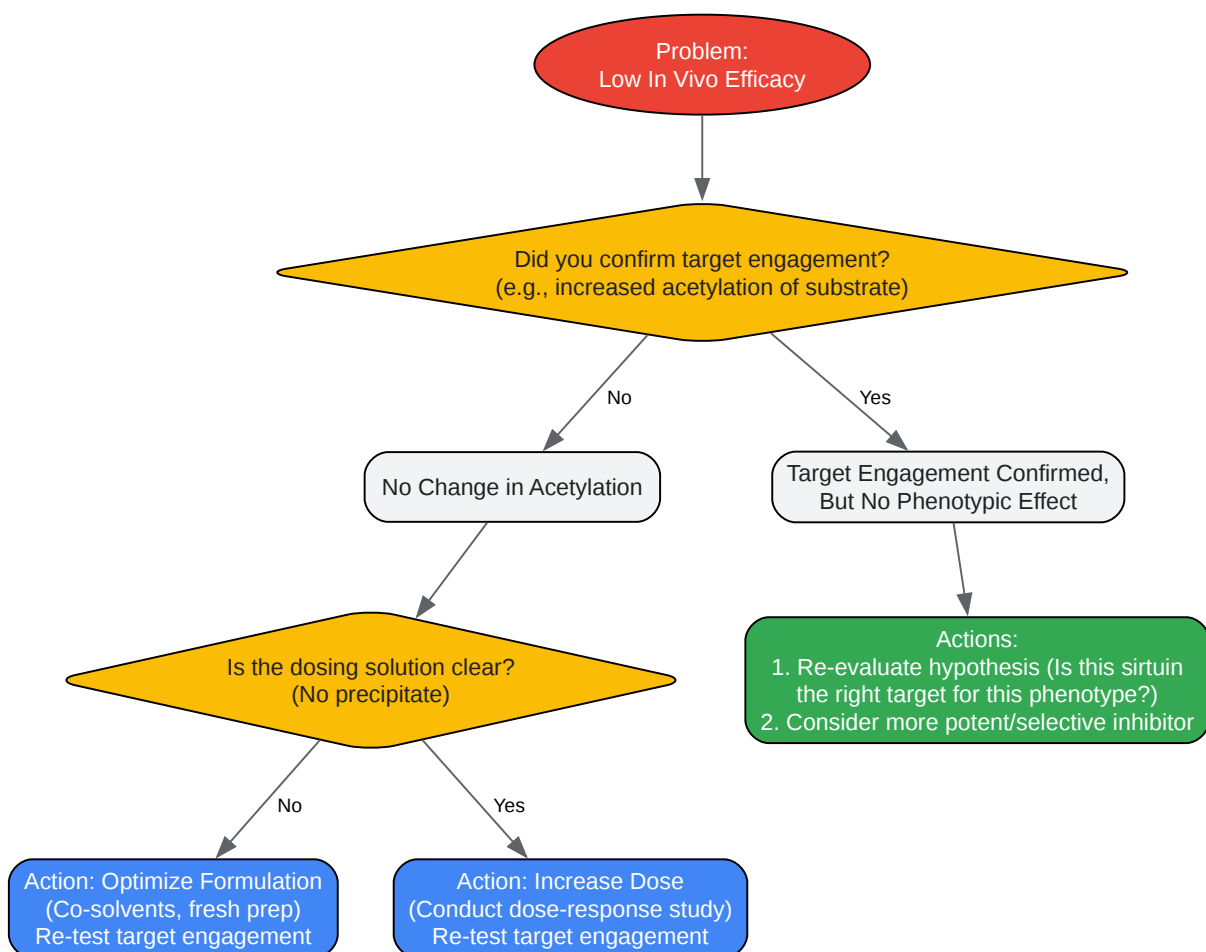 Problem:
Low In Vivo Efficacy
Did you confirm target engagement?
(e.g., increased acetylation of substrate)
No
Yes
No Change in Acetylation
Target Engagement Confirmed,
But No Phenotypic Effect
Is the dosing solution clear?
(No precipitate)
Actions:
1. Re-evaluate hypothesis (Is this sirtuin
the right target for this phenotype?)
2. Consider more potent/selective inhibitor
No
Yes
Action: Optimize Formulation
(Co-solvents, fresh prep)
Re-test target engagement
Action: Increase Dose
(Conduct dose-response study)
Re-test target engagement